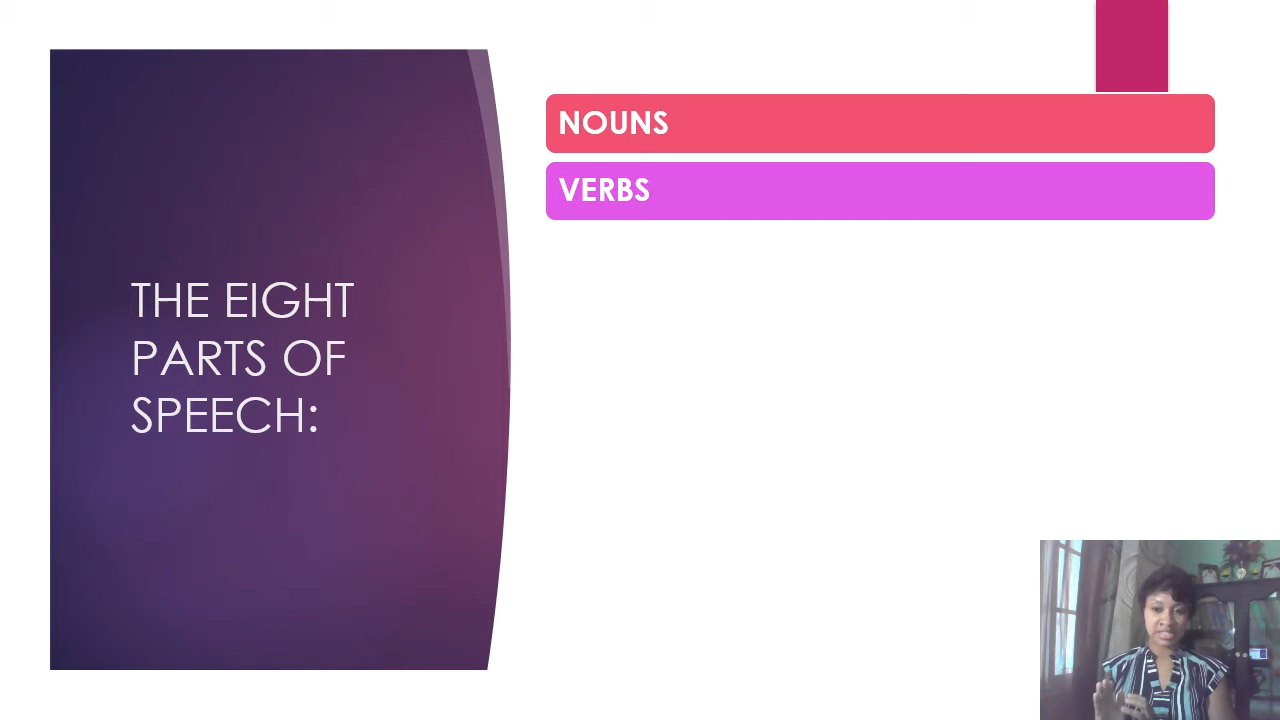 THE EIGHT
PARTS OF
SPEECH:
NOUNS
VERBS